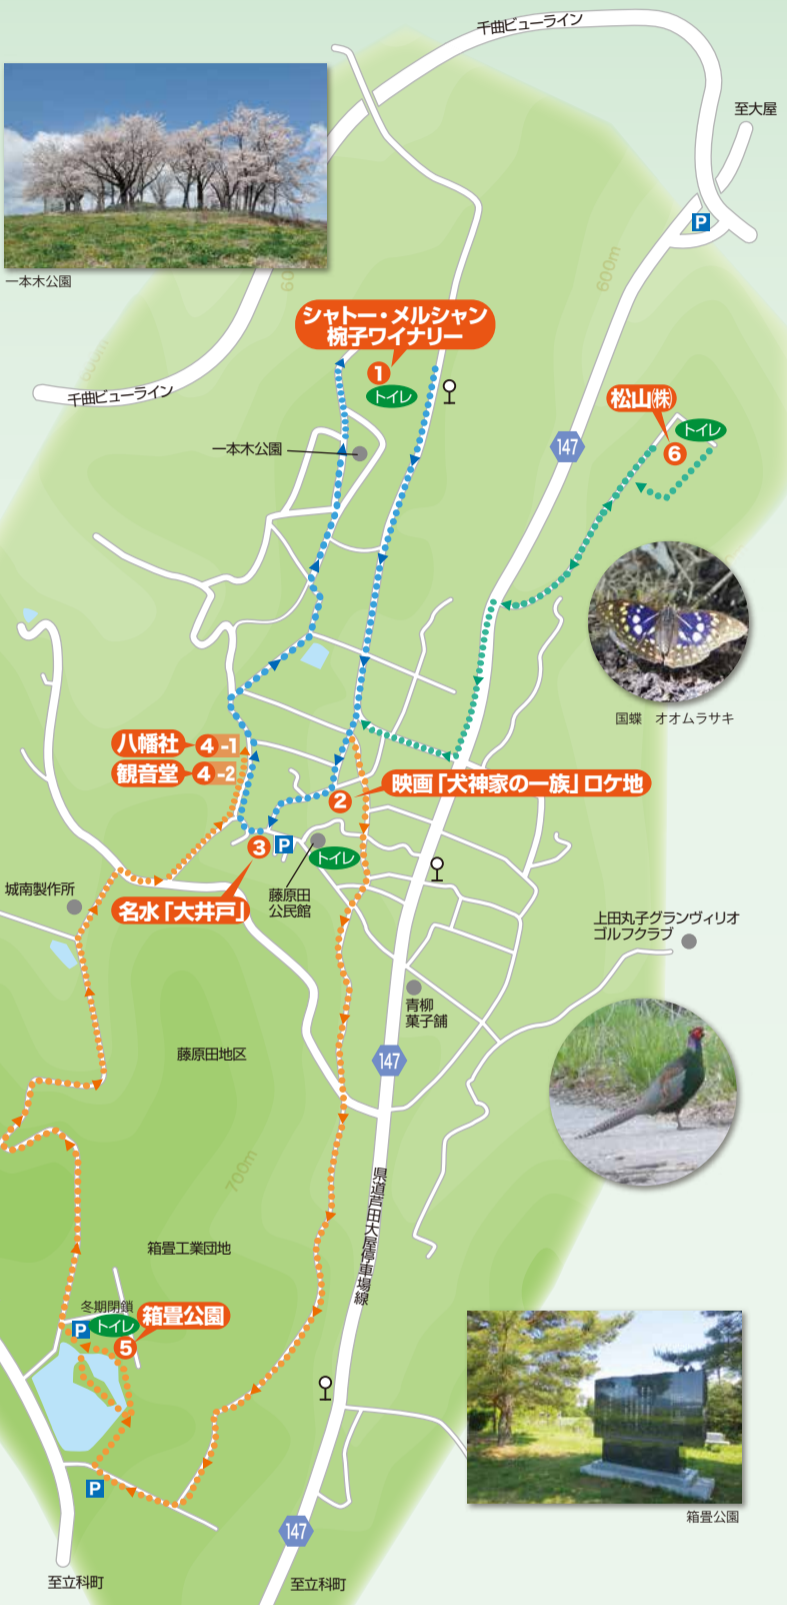 千曲ビューライン
至大屋
P
一本木公園
600m
600m
600m
シャトー・メルシャン
椀子ワイナリー
1
トイレ
千曲ビューライン
松山㈱
トイレ
6
147
一本木公園
国蝶　オオムラサキ
八幡社 4-1
観音堂 4-2
映画「犬神家の一族」ロケ地
2
3
P
トイレ
名水「大井戸」
藤原田
公民館
城南製作所
上田丸子グランヴィリオ
ゴルフクラブ
青柳
菓子舗
藤原田地区
147
700m
県道芦田大屋停車場線
箱畳工業団地
冬期閉鎖
P
トイレ
箱畳公園
5
P
箱畳公園
147
至立科町
至立科町